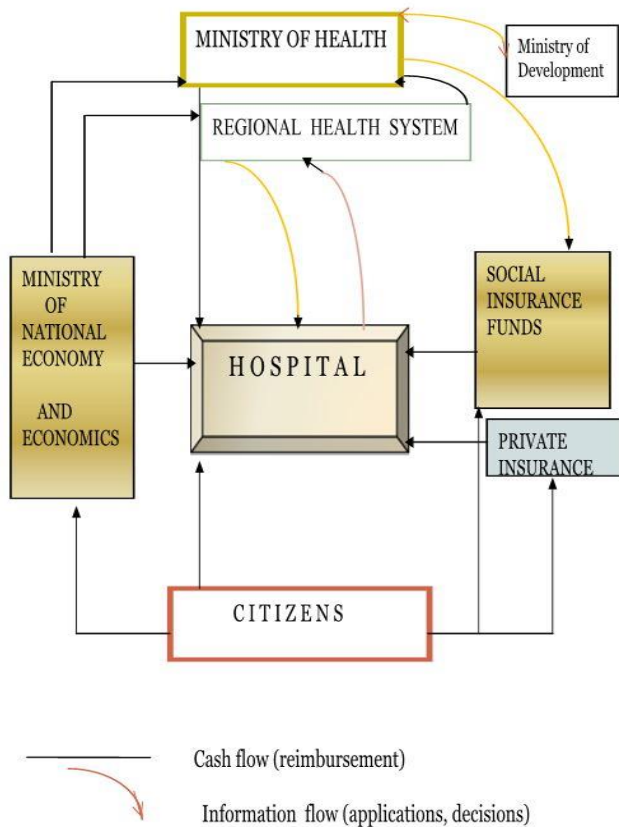 MINISTRY OF HEALTH
Ministry of
Development
REGIONAL HEALTH SYSTEM
MINISTRY
OF
NATIONAL
ECONOMY
AND
ECONOMICS
SOCIAL
INSURANCE
FUNDS
HOSPITAL
PRIVATE
INSURANCE
CITIZENS
Cash flow (reimbursement)
Information flow (applications, decisions)